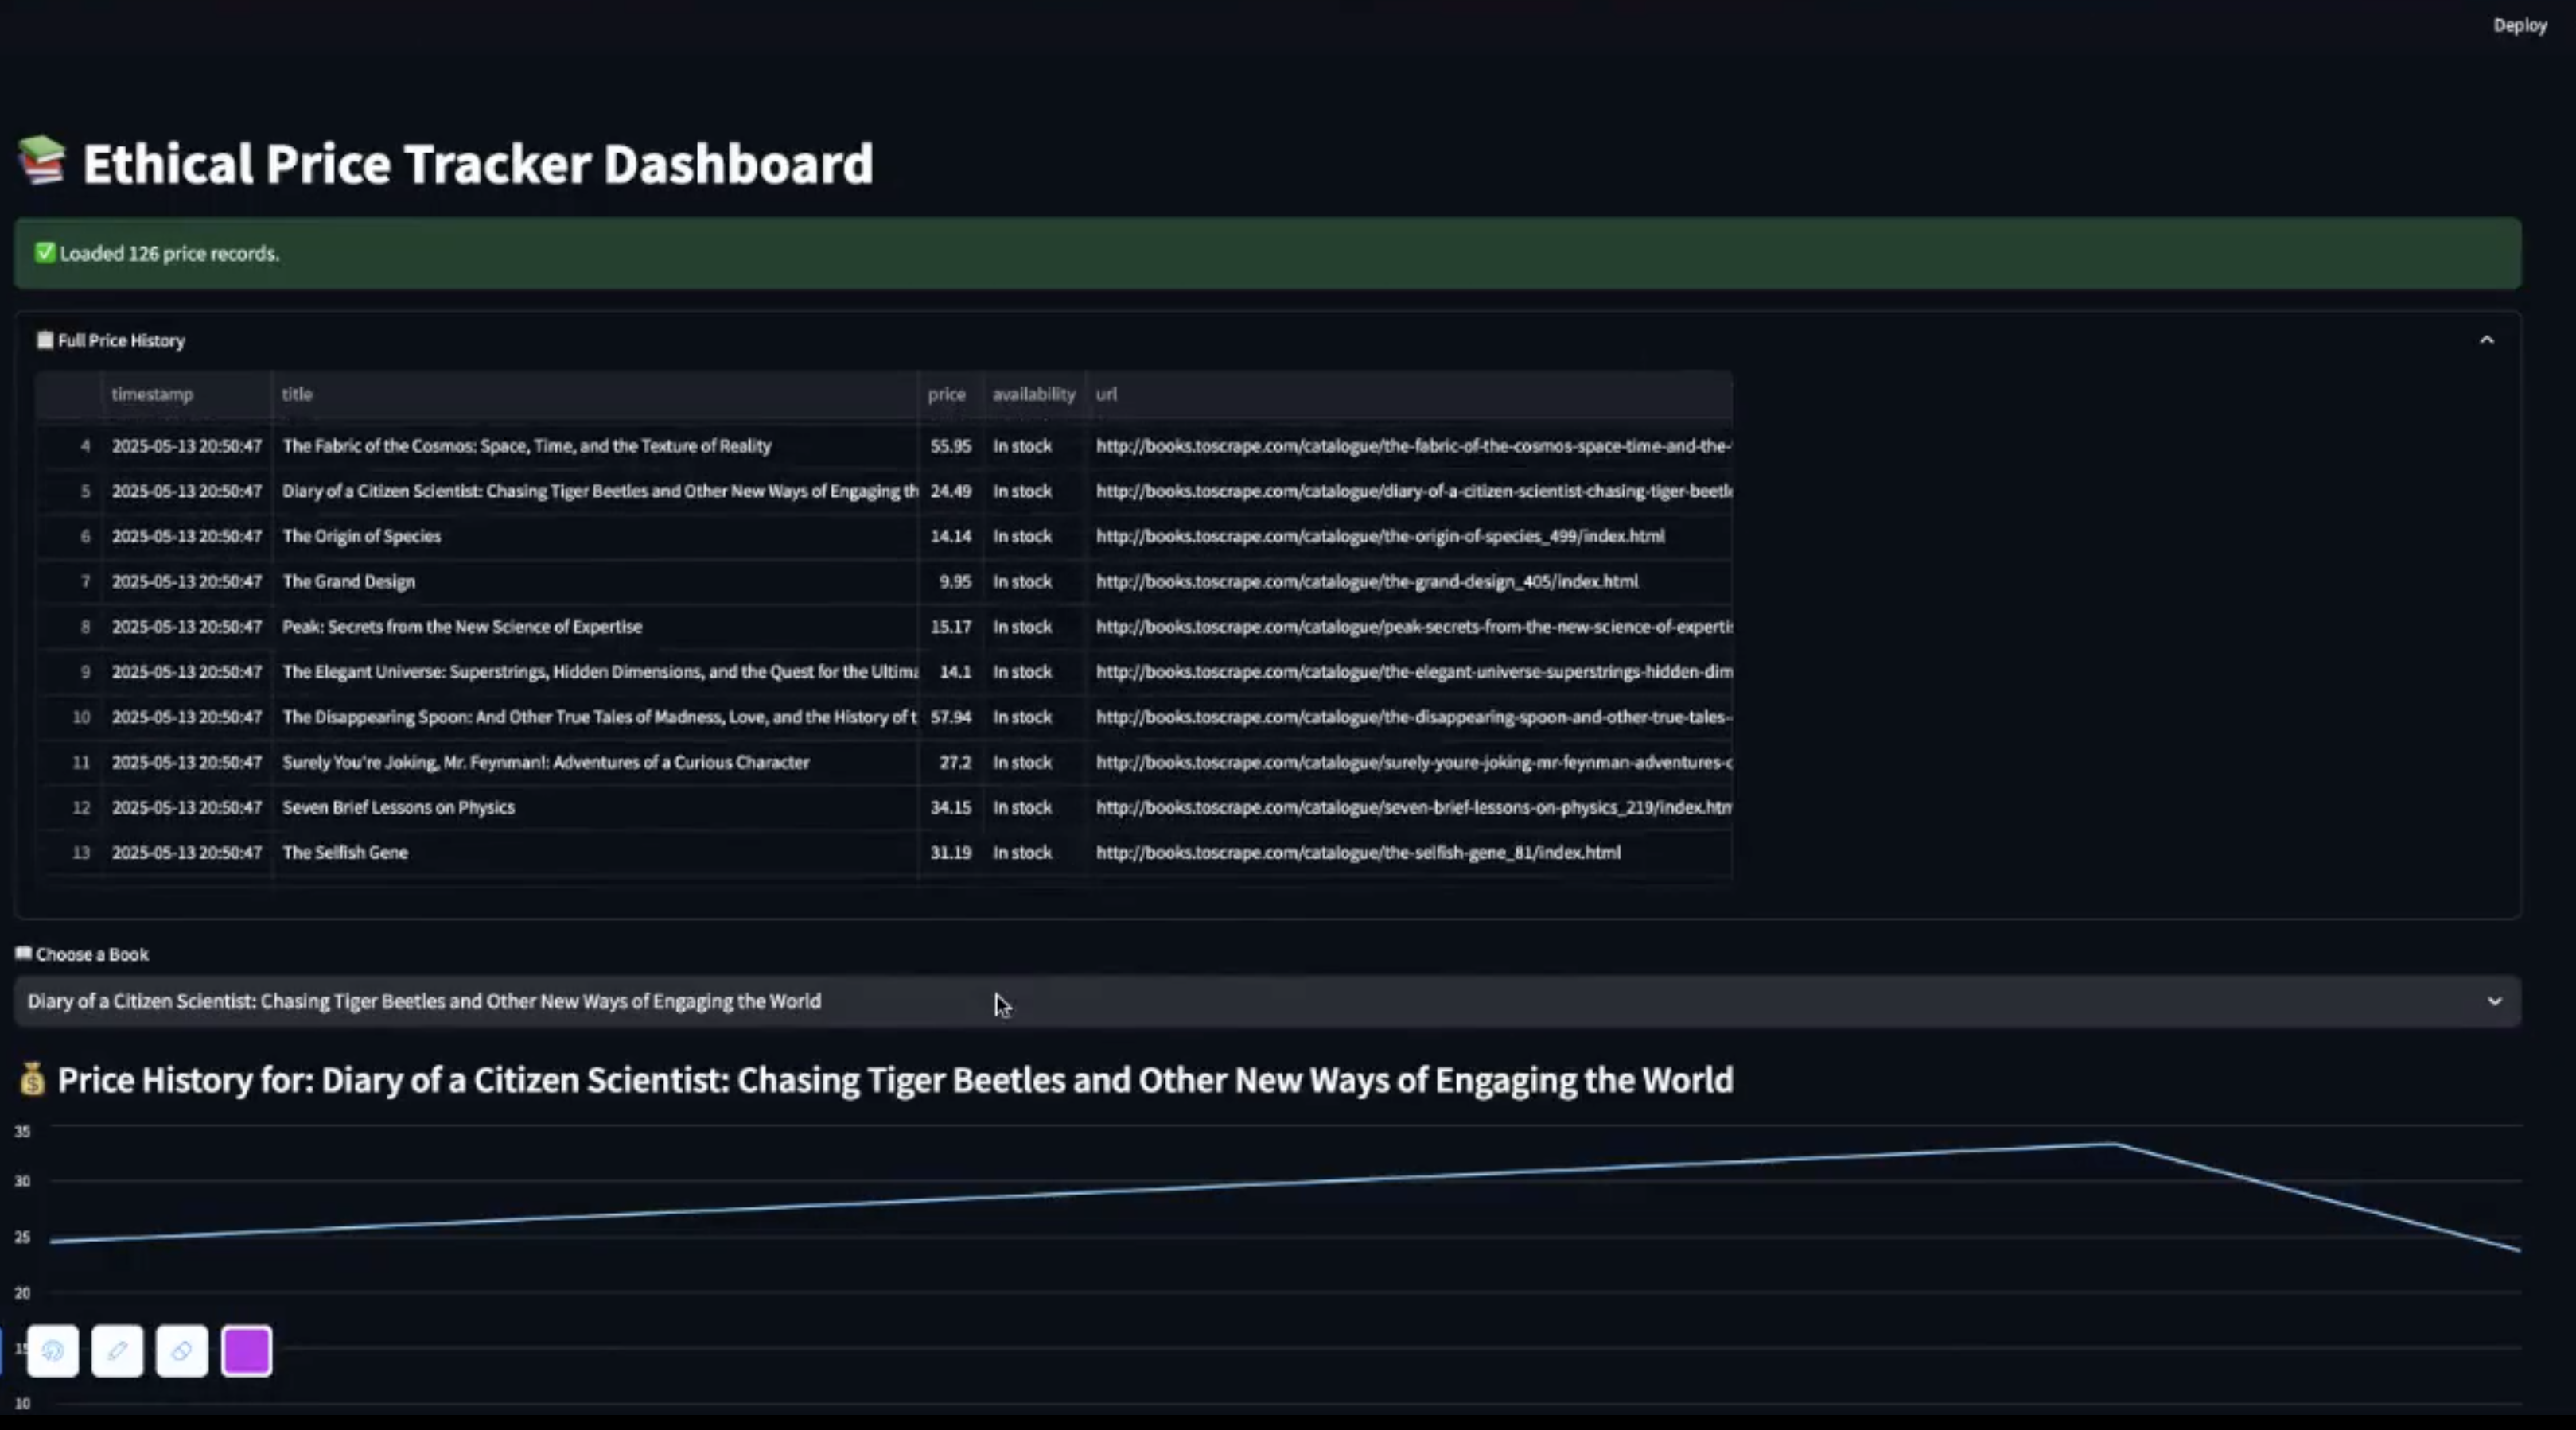 Deploy
Ethical Price Tracker Dashboard
Loaded 126 price records.
Full Price History
timestamp title price availability url
4 2025-05-13 20:50:47 The Fabric of the Cosmos: Space, Time, and the Texture of Reality 55.95 In stock http://books.toscrape.com/catalogue/the-fabric-of-the-cosmos-space-time-and-the-
5 2025-05-13 20:50:47 Diary of a Citizen Scientist: Chasing Tiger Beetles and Other New Ways of Engaging th 24.49 In stock http://books.toscrape.com/catalogue/diary-of-a-citizen-scientist-chasing-tiger-beetle
6 2025-05-13 20:50:47 The Origin of Species 14.14 In stock http://books.toscrape.com/catalogue/the-origin-of-species_499/index.html
7 2025-05-13 20:50:47 The Grand Design 9.95 In stock http://books.toscrape.com/catalogue/the-grand-design_405/index.html
8 2025-05-13 20:50:47 Peak: Secrets from the New Science of Expertise 15.17 In stock http://books.toscrape.com/catalogue/peak-secrets-from-the-new-science-of-experti
9 2025-05-13 20:50:47 The Elegant Universe: Superstrings, Hidden Dimensions, and the Quest for the Ultima 14.1 In stock http://books.toscrape.com/catalogue/the-elegant-universe-superstrings-hidden-dim
10 2025-05-13 20:50:47 The Disappearing Spoon: And Other True Tales of Madness, Love, and the History of t 57.94 In stock http://books.toscrape.com/catalogue/the-disappearing-spoon-and-other-true-tales-
11 2025-05-13 20:50:47 Surely You're Joking, Mr. Feynman!: Adventures of a Curious Character 27.2 In stock http://books.toscrape.com/catalogue/surely-youre-joking-mr-feynman-adventures-o
12 2025-05-13 20:50:47 Seven Brief Lessons on Physics 34.15 In stock http://books.toscrape.com/catalogue/seven-brief-lessons-on-physics_219/index.htm
13 2025-05-13 20:50:47 The Selfish Gene 31.19 In stock http://books.toscrape.com/catalogue/the-selfish-gene_81/index.html
Choose a Book
Diary of a Citizen Scientist: Chasing Tiger Beetles and Other New Ways of Engaging the World
Price History for: Diary of a Citizen Scientist: Chasing Tiger Beetles and Other New Ways of Engaging the World
35
30
25
20
15
10